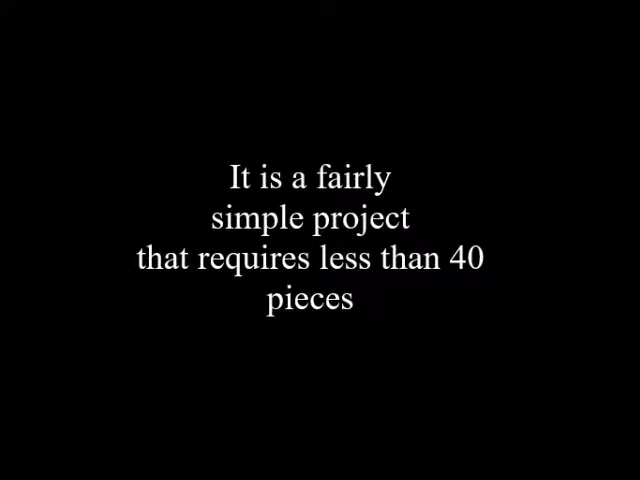 It is a fairly
simple project
that requires less than 40
pieces